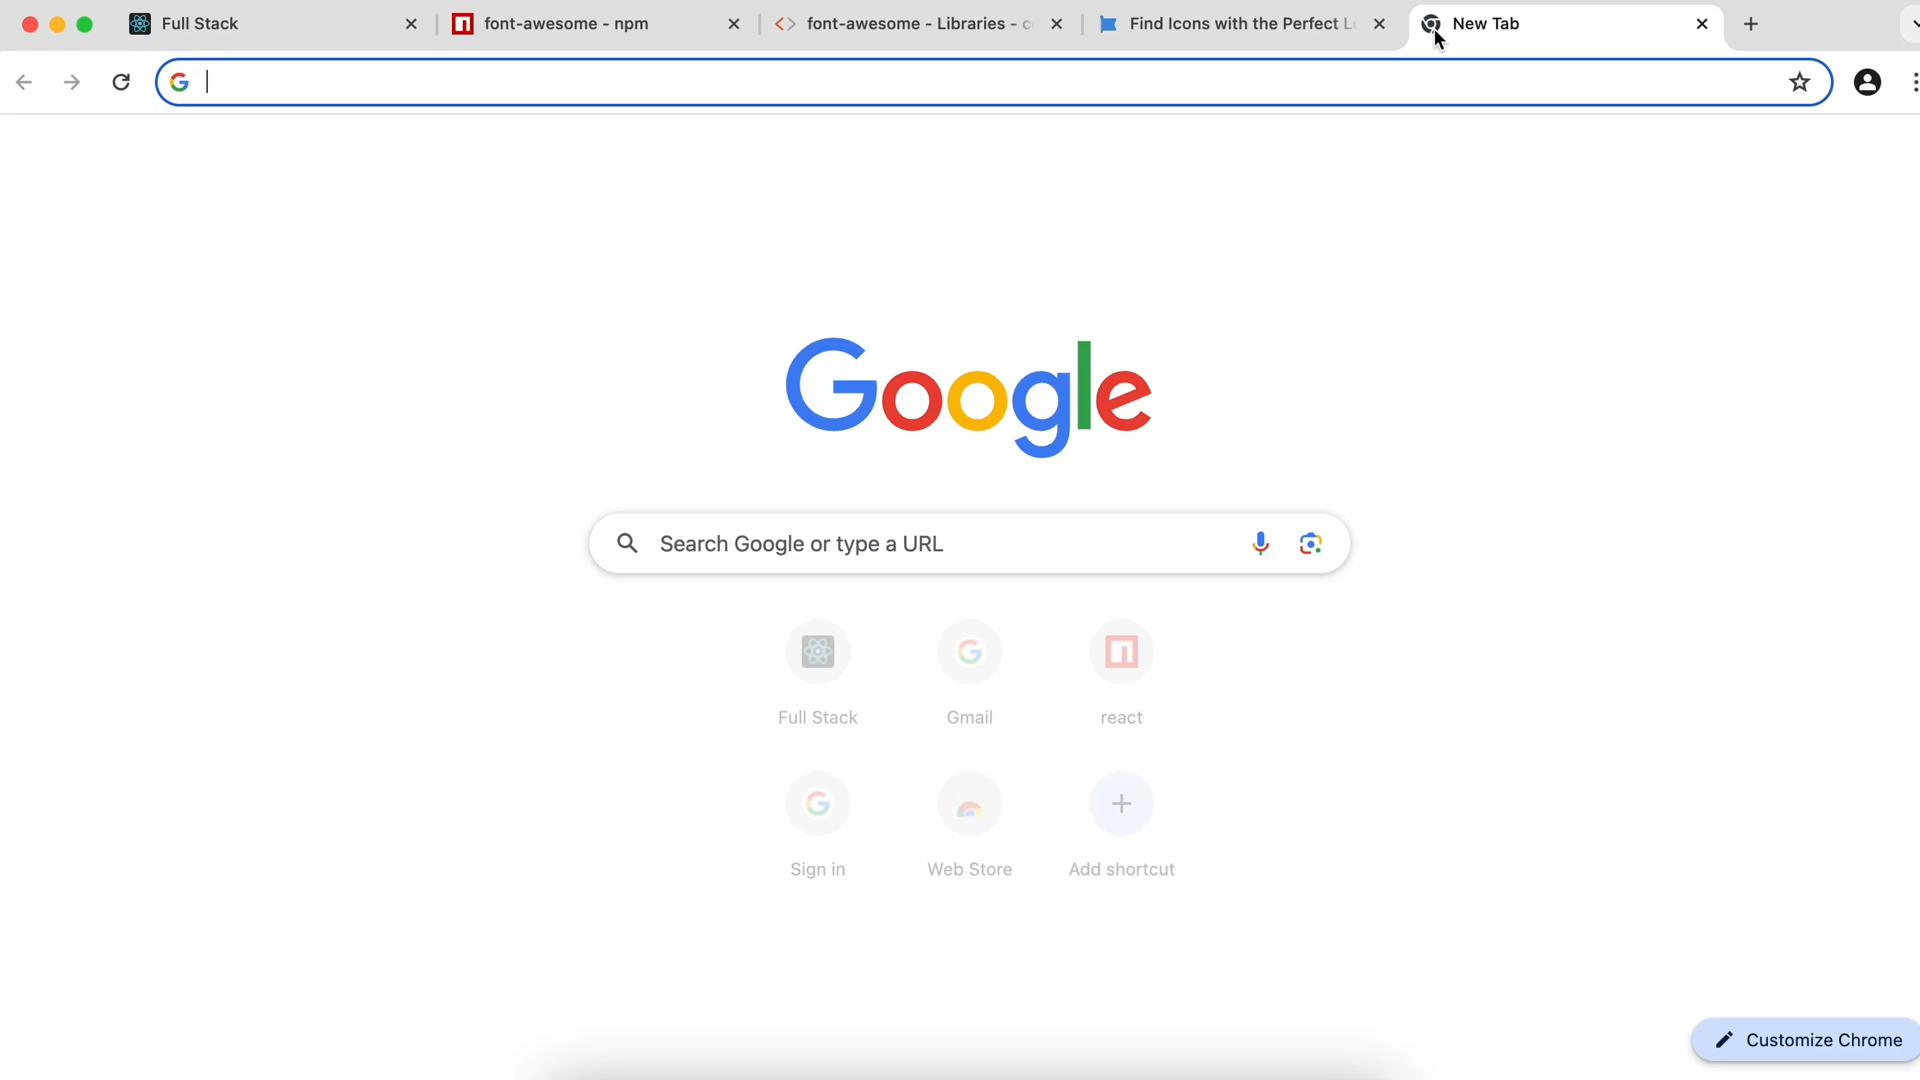 Full Stack
font-awesome - npm
font-awesome - Libraries - c
Find Icons with the Perfect L
New Tab
Google
Search Google or type a URL
Full Stack
Gmail
react
Sign in
Web Store
Add shortcut
Customize Chrome